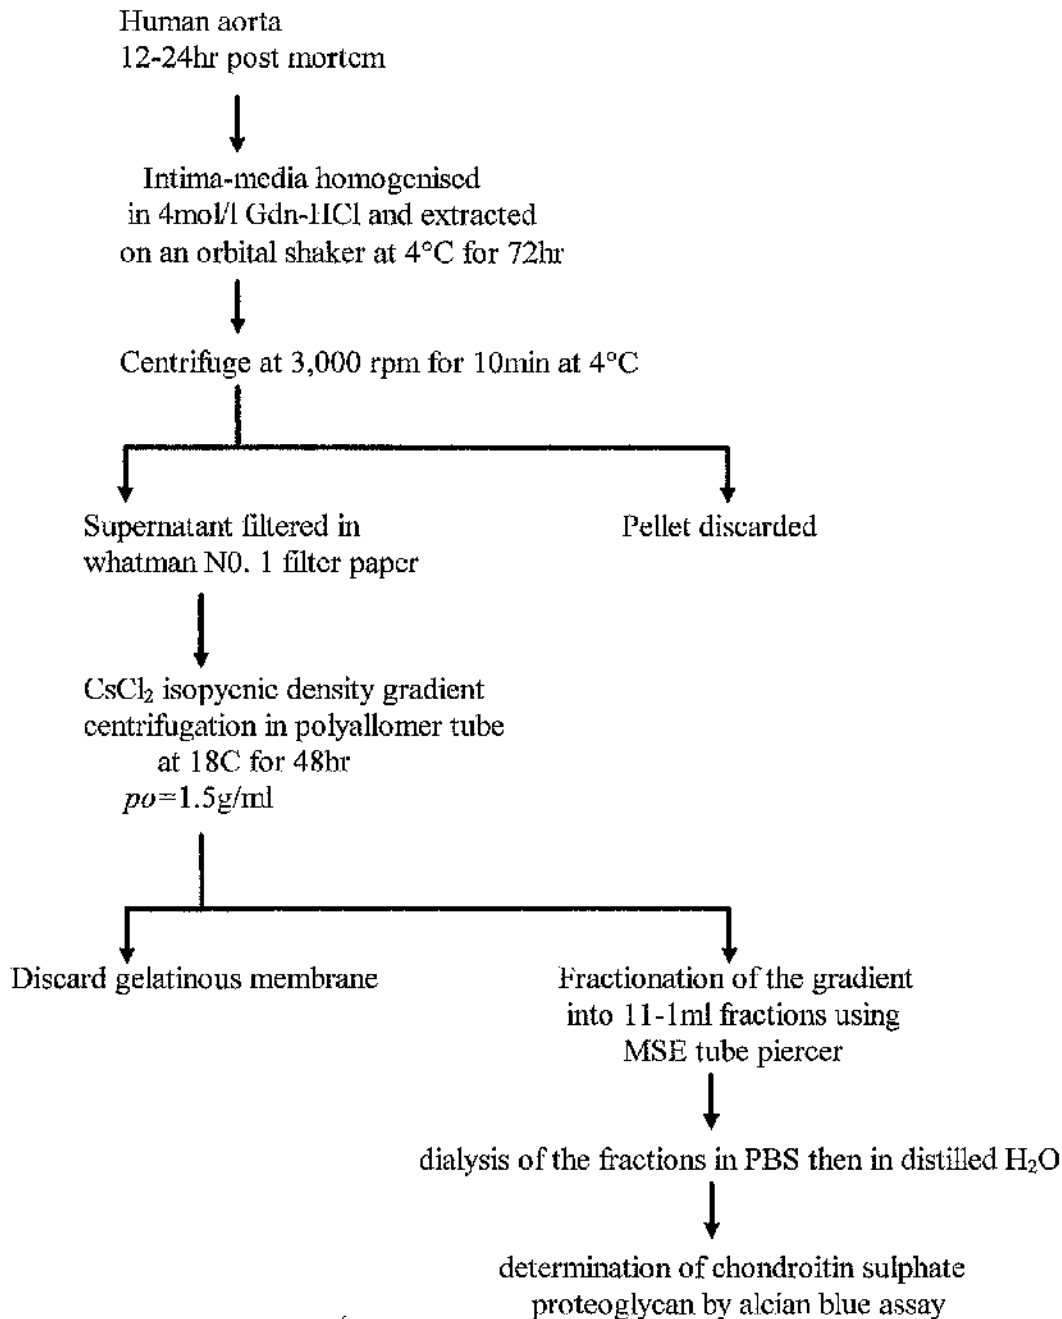 Human aorta
12-24hr post mortem
Intima-media homogenised
in 4mol/l Gdn-HCl and extracted
on an orbital shaker at 4°C for 72hr
Centrifuge at 3,000 rpm for 10min at 4°C
Supernatant filtered in
whatman N0. 1 filter paper
Pellet discarded
CsCl₂ isopycnic density gradient
centrifugation in polyallomer tube
at 18C for 48hr
po=1.5g/ml
Discard gelatinous membrane
Fractionation of the gradient
into 11-1ml fractions using
MSE tube piercer
dialysis of the fractions in PBS then in distilled H₂O
determination of chondroitin sulphate
proteoglycan by alcian blue assay